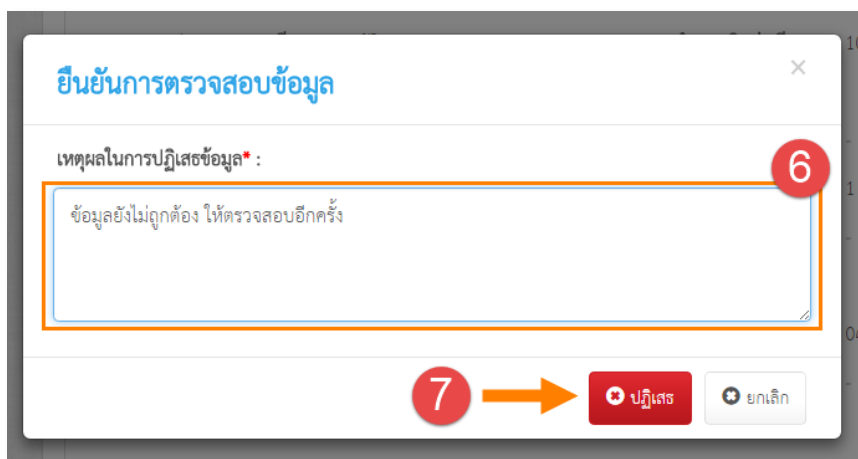 ยืนยันการตรวจสอบข้อมูล
×
เหตุผลในการปฏิเสธข้อมูล* :
6
ข้อมูลยังไม่ถูกต้อง ให้ตรวจสอบอีกครั้ง
7
ปฏิเสธ
ยกเลิก